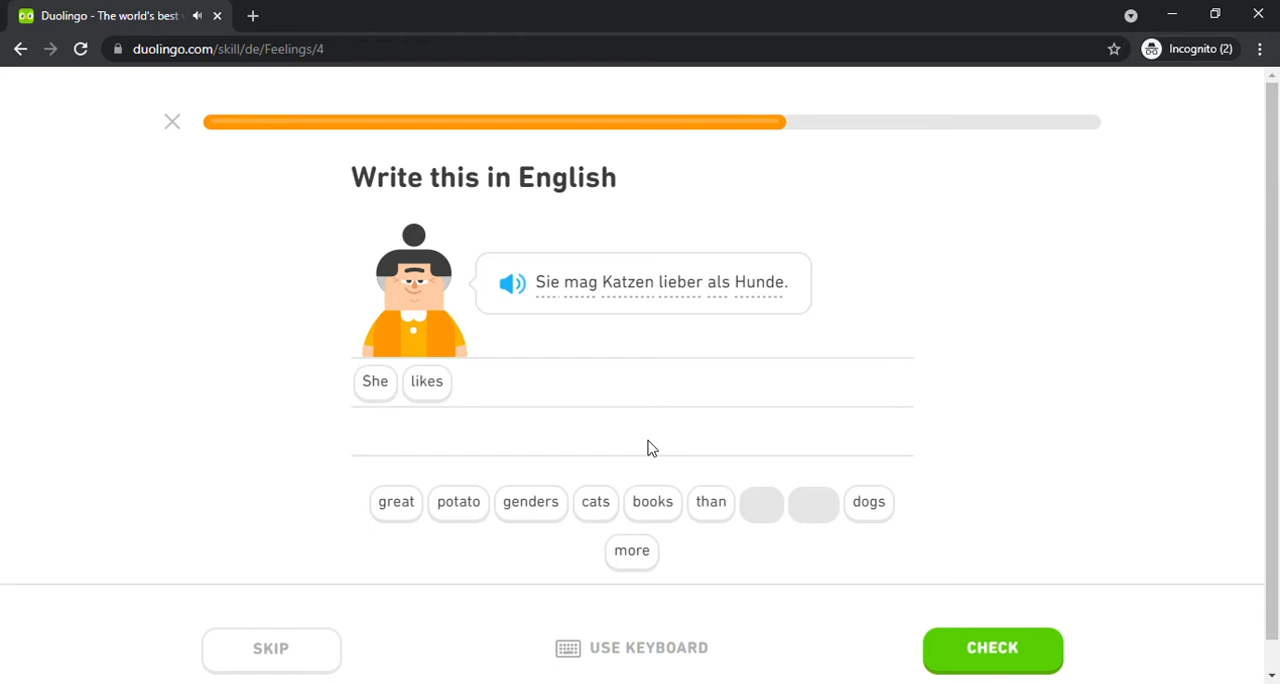 Duolingo - The world's best
duolingo.com/skill/de/Feelings/4
Incognito (2)
Write this in English
Sie mag Katzen lieber als Hunde.
She likes
great potato genders cats books than dogs
more
SKIP USE KEYBOARD CHECK